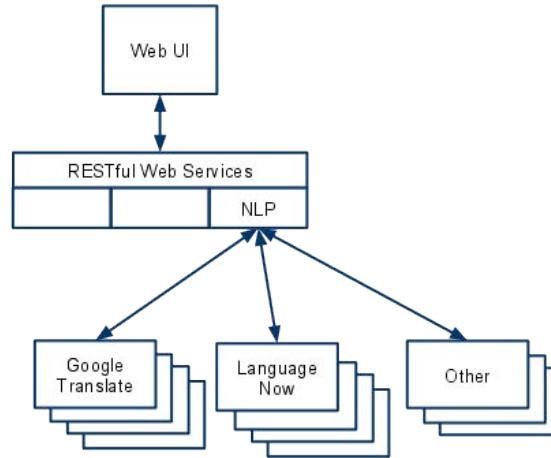 Web UI
RESTful Web Services
NLP
Google
Translate
Language
Now
Other